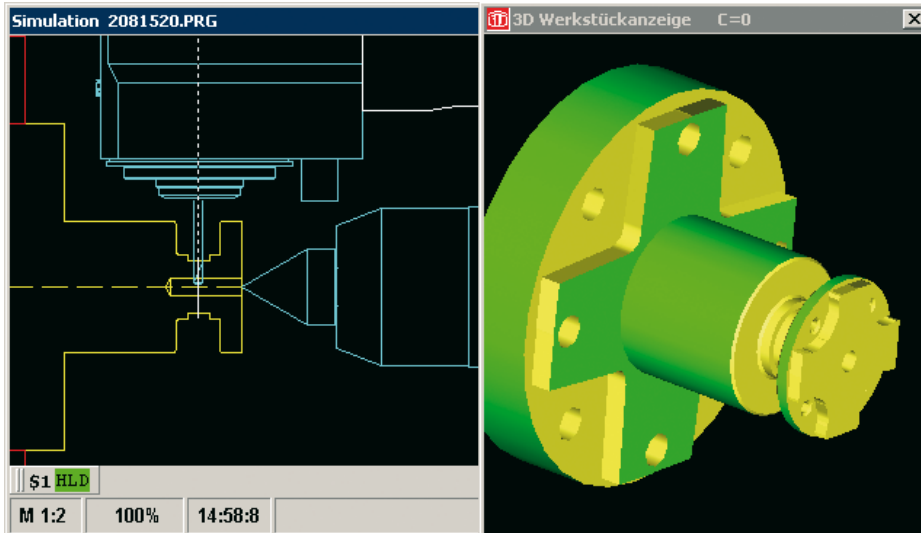 Simulation 2081520.PRG
3D Werkstückanzeige C=0
$1 HLD
M 1:2 100% 14:58:8